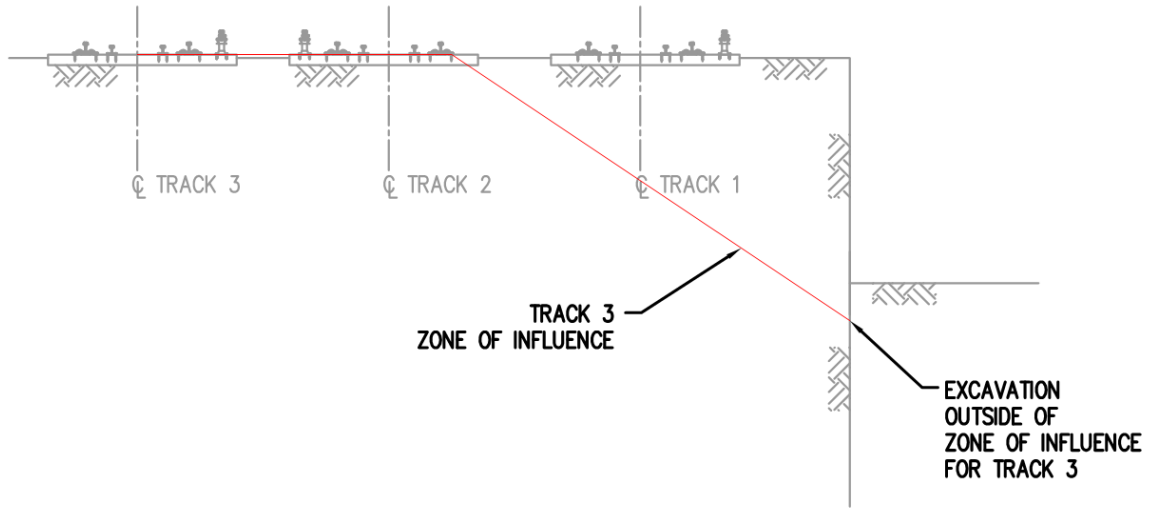 ℄ TRACK 3
℄ TRACK 2
℄ TRACK 1
TRACK 3
ZONE OF INFLUENCE
EXCAVATION
OUTSIDE OF
ZONE OF INFLUENCE
FOR TRACK 3